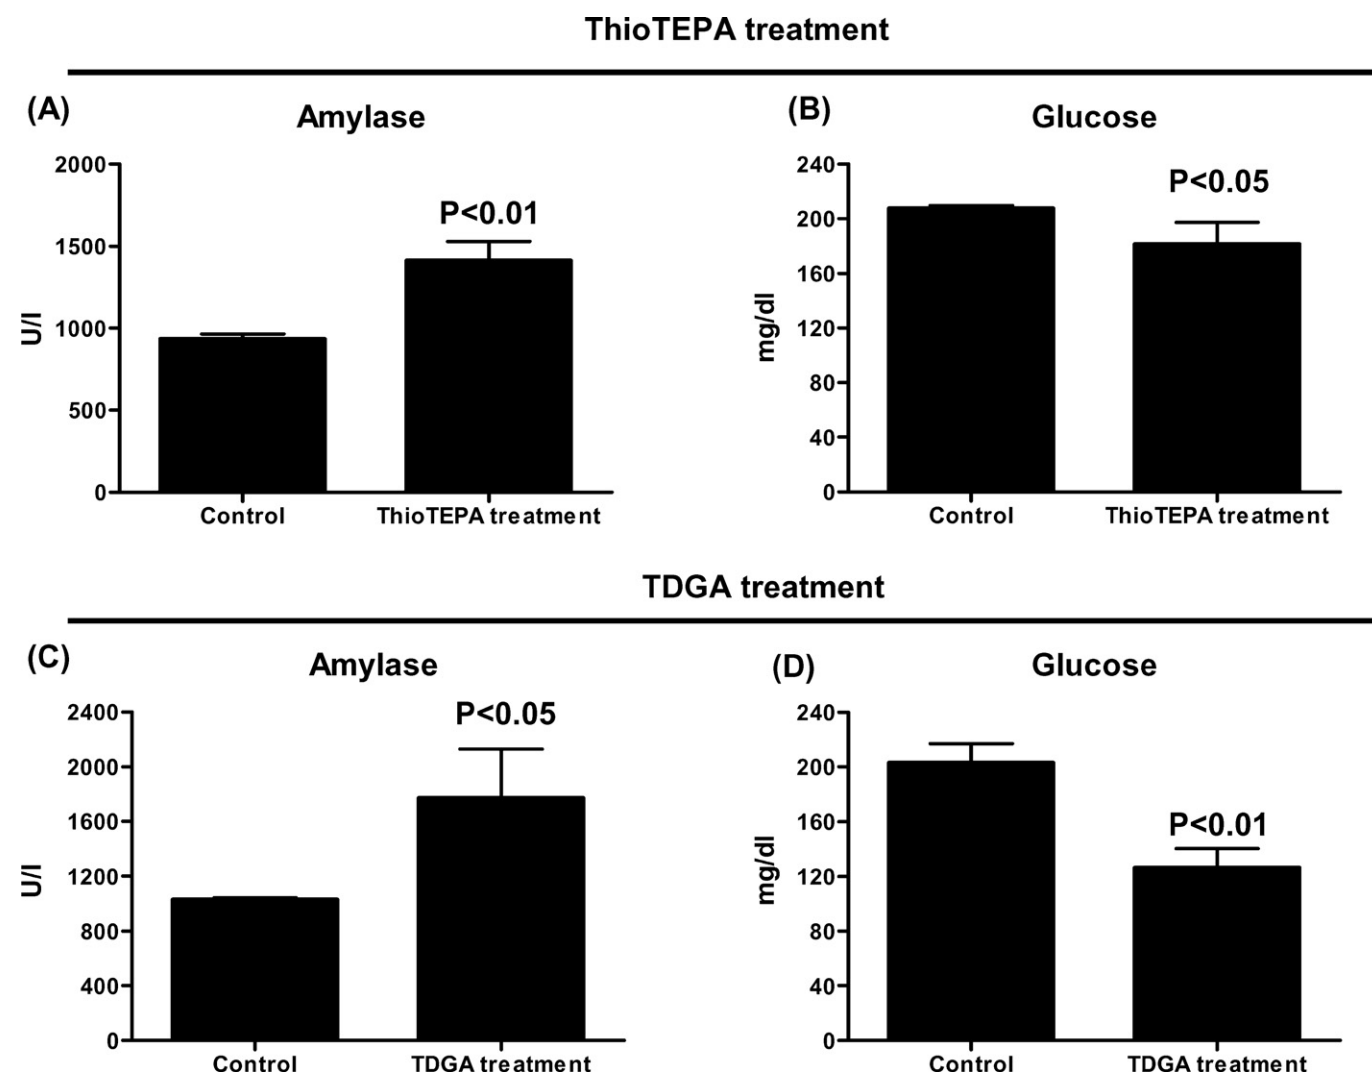 ThioTEPA treatment
(A)
Amylase
2000
1500
1000
500
0
U/l
P<0.01
Control
ThioTEPA treatment
(B)
Glucose
240
200
160
120
80
40
0
mg/dl
P<0.05
Control
ThioTEPA treatment
TDGA treatment
(C)
Amylase
2400
2000
1600
1200
800
400
0
U/l
P<0.05
Control
TDGA treatment
(D)
Glucose
240
200
160
120
80
40
0
mg/dl
P<0.01
Control
TDGA treatment